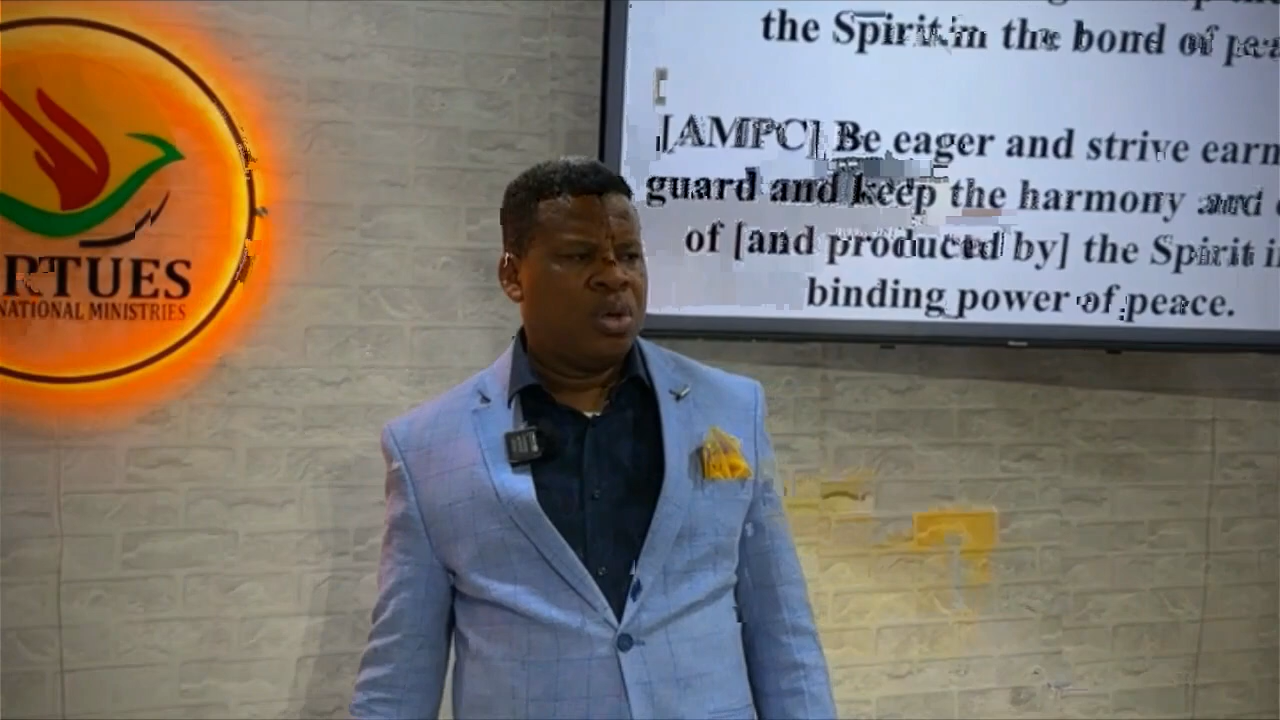 RTUES
NATIONAL MINISTRIES
the Spirit in the bond of
[AMPC] Be eager and strive
guard and keep the harmony and
of [and produced by] the Spirit
binding power of peace.